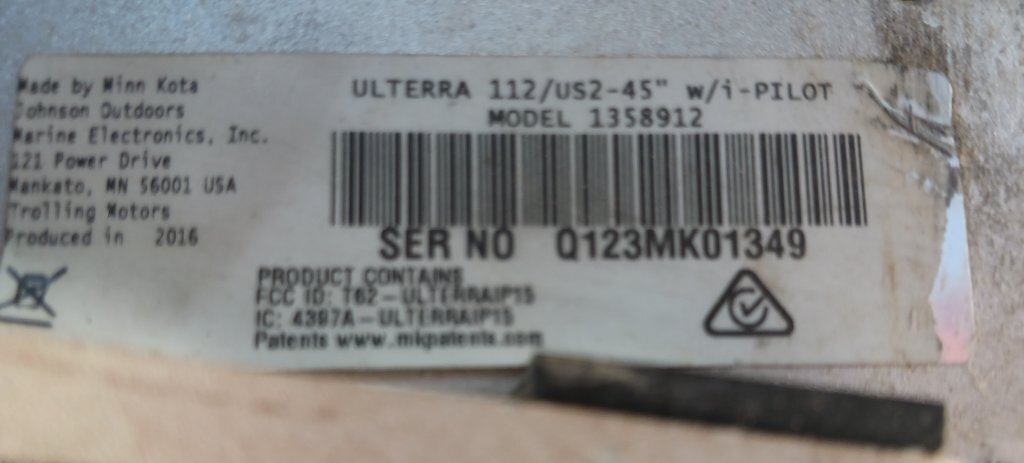 Made by Minn Kota
Johnson Outdoors
Marine Electronics, Inc.
121 Power Drive
Mankato, MN 56001 USA
Trolling Motors
Produced in 2016
ULTERRA 112/US2-45" w/i-PILOT
MODEL 1358912
SER NO Q123MK01349
PRODUCT CONTAINS
FCC ID: T62-ULTERRAIP15
IC: 4397A-ULTERRAIP15
Patents www.mkpatents.com